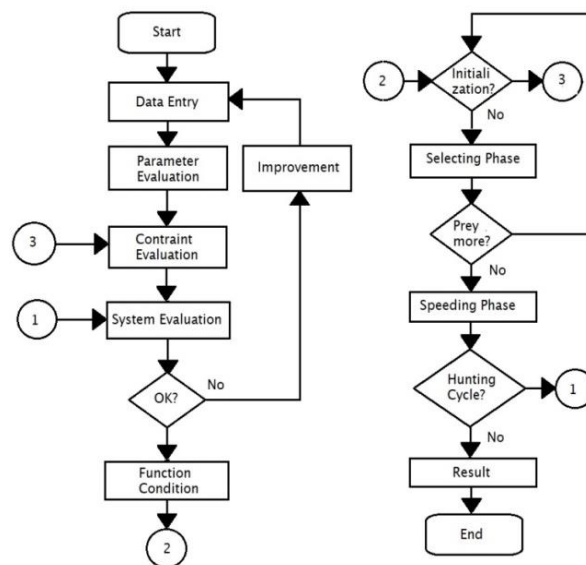 Start
Data Entry
Parameter
Evaluation
Improvement
3
Contraint
Evaluation
1
System Evaluation
OK?
No
Function
Condition
2
2
Initiali
zation?
3
No
Selecting Phase
Prey
more?
No
Speeding Phase
Hunting
Cycle?
1
No
Result
End